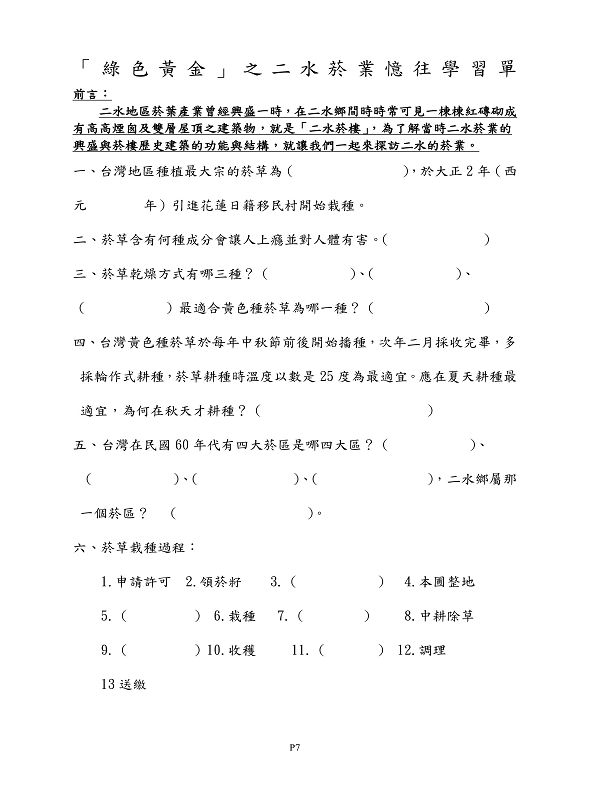 「綠色黃金」之二水菸業憶往學習單
前言：
二水地區菸葉產業曾經興盛一時，在二水鄉間時時常可見一棟棟紅磚砌成
有高高煙囪及雙層屋頂之建築物，就是「二水菸樓」，為了解當時二水菸業的
興盛與菸樓歷史建築的功能與結構，就讓我們一起來探訪二水的菸業。
一、台灣地區種植最大宗的菸草為（　　　　　　　），於大正2年（西
元　　　　年）引進花蓮日籍移民村開始栽種。
二、菸草含有何種成分會讓人上癮並對人體有害。（　　　　　　）
三、菸草乾燥方式有哪三種？（　　　　　）、（　　　　　）、
（　　　　　）最適合黃色種菸草為哪一種？（　　　　　　　）
四、台灣黃色種菸草於每年中秋節前後開始播種，次年二月採收完畢，多
採輪作式耕種，菸草耕種時溫度以數是25度為最適宜。應在夏天耕種最
適宜，為何在秋天才耕種？（　　　　　　　　　　）
五、台灣在民國60年代有四大菸區是哪四大區？（　　　　　）、
（　　　　　）、（　　　　　　）、（　　　　　　　），二水鄉屬那
一個菸區？　（　　　　　　　　）。
六、菸草栽種過程：
1.申請許可　2.領菸籽　3.（　　　　　）　4.本圃整地
5.（　　　　）　6.栽種　7.（　　　　）　8.中耕除草
9.（　　　　）10.收穫　11.（　　　）　12.調理
13送繳
P7